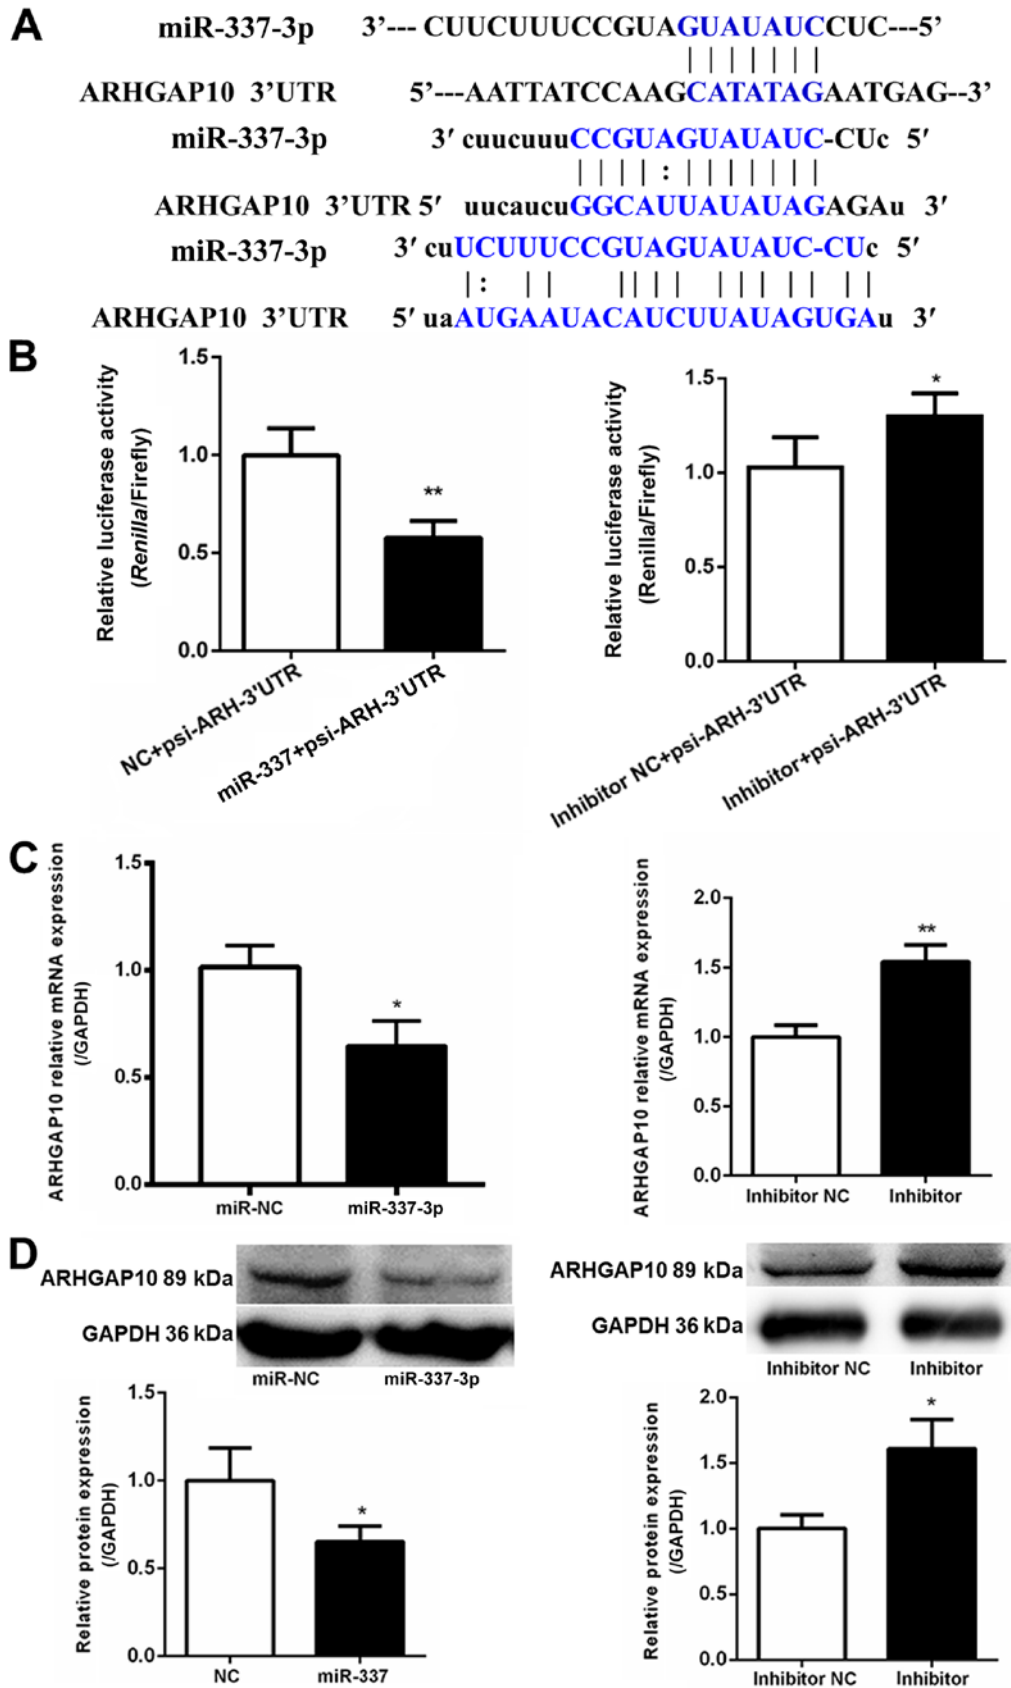 A
miR-337-3p 3’--- CUUCUUUCCGUAGUAUAUCCUC---5’
ARHGAP10 3’UTR 5’---AATTATCCAAGCATATAGAATGAG--3’
miR-337-3p 3′ cuucuuuCCGUAGUAUAUC-CUc 5′
ARHGAP10 3’UTR 5′ uucaucuGGCAUUAUAUAGAGAu 3′
miR-337-3p 3′ cuUCUUUCCGUAGUAUAUC-CUc 5′
ARHGAP10 3’UTR 5′ uaAUGAAUACAUCUUAUAGUGAu 3′
B
Relative luciferase activity
(Renilla/Firefly)
1.5
1.0
0.5
0.0
**
NC+psi-ARH-3'UTR
miR-337+psi-ARH-3'UTR
Relative luciferase activity
(Renilla/Firefly)
1.5
1.0
0.5
0.0
*
Inhibitor NC+psi-ARH-3'UTR
Inhibitor+psi-ARH-3'UTR
C
ARHGAP10 relative mRNA expression
(/GAPDH)
1.5
1.0
0.5
0.0
*
miR-NC miR-337-3p
ARHGAP10 relative mRNA expression
(/GAPDH)
2.0
1.5
1.0
0.5
0.0
**
Inhibitor NC Inhibitor
D
ARHGAP10 89 kDa
GAPDH 36 kDa
miR-NC miR-337-3p
ARHGAP10 89 kDa
GAPDH 36 kDa
Inhibitor NC Inhibitor
Relative protein expression
(/GAPDH)
1.5
1.0
0.5
0.0
*
NC miR-337
Relative protein expression
(/GAPDH)
2.0
1.5
1.0
0.5
0.0
*
Inhibitor NC Inhibitor